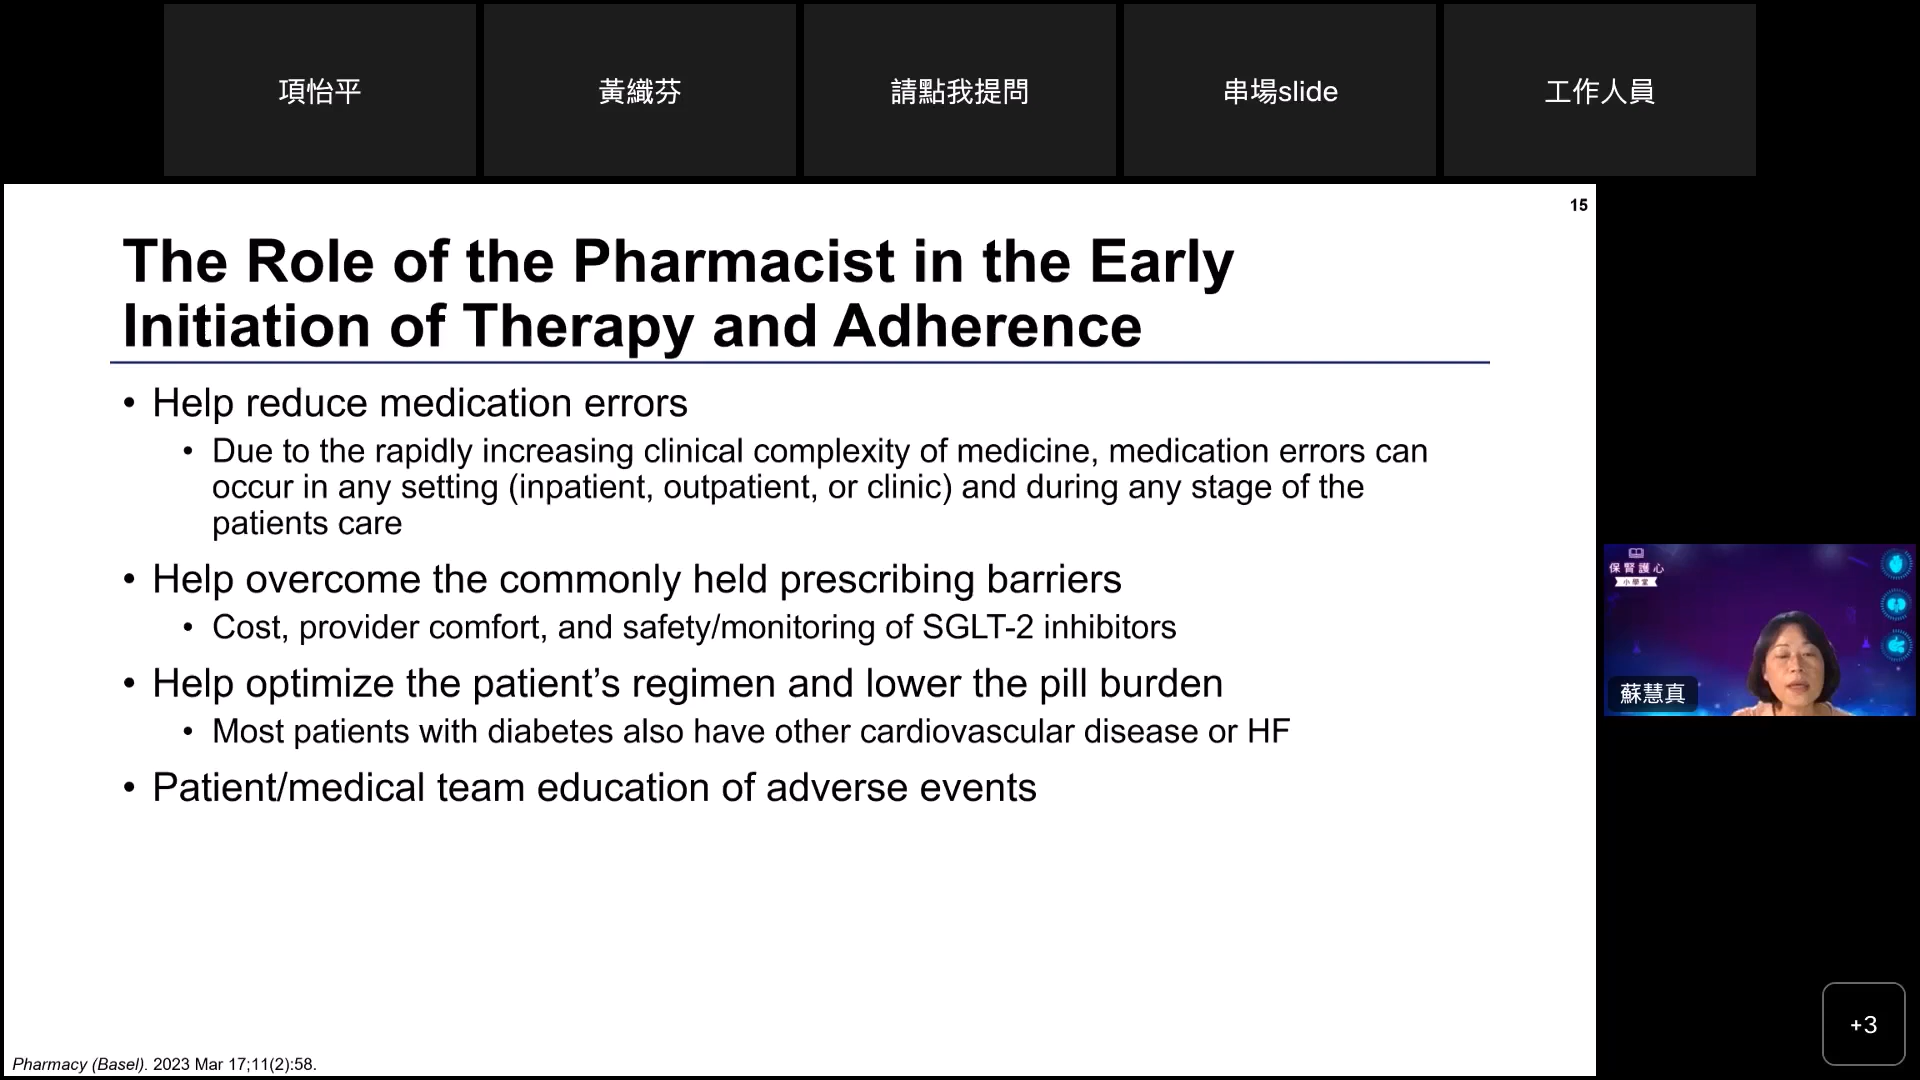 項怡平
黃織芬
請點我提問
串場slide
工作人員
15
The Role of the Pharmacist in the Early
Initiation of Therapy and Adherence
• Help reduce medication errors
• Due to the rapidly increasing clinical complexity of medicine, medication errors can
occur in any setting (inpatient, outpatient, or clinic) and during any stage of the
patients care
• Help overcome the commonly held prescribing barriers
• Cost, provider comfort, and safety/monitoring of SGLT-2 inhibitors
• Help optimize the patient’s regimen and lower the pill burden
• Most patients with diabetes also have other cardiovascular disease or HF
• Patient/medical team education of adverse events
Pharmacy (Basel). 2023 Mar 17;11(2):58.
保腎護心
小學堂
蘇慧真
+3